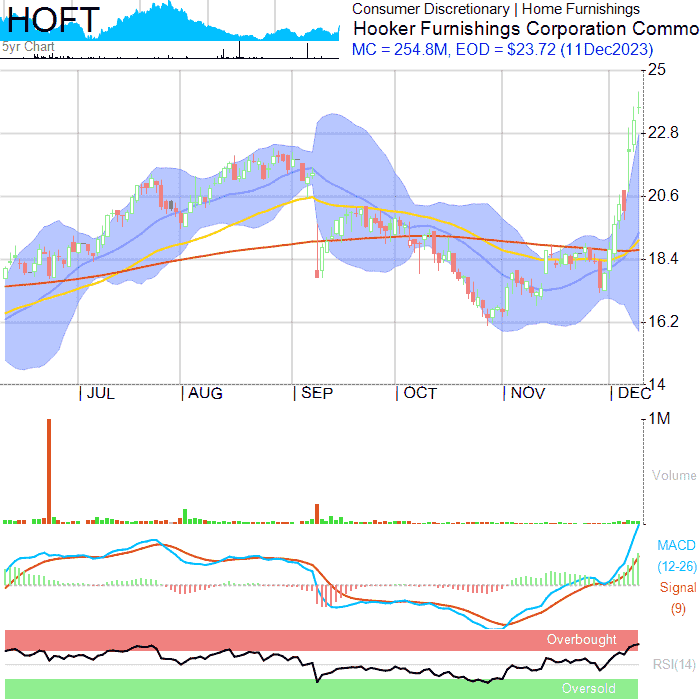 HOFT
5yr Chart
Consumer Discretionary | Home Furnishings
Hooker Furnishings Corporation Commo
MC = 254.8M, EOD = $23.72 (11Dec2023)
25
22.8
20.6
18.4
16.2
14
JUL AUG SEP OCT NOV DEC
1M
Volume
MACD
(12-26)
Signal
(9)
Overbought
RSI(14)
Oversold